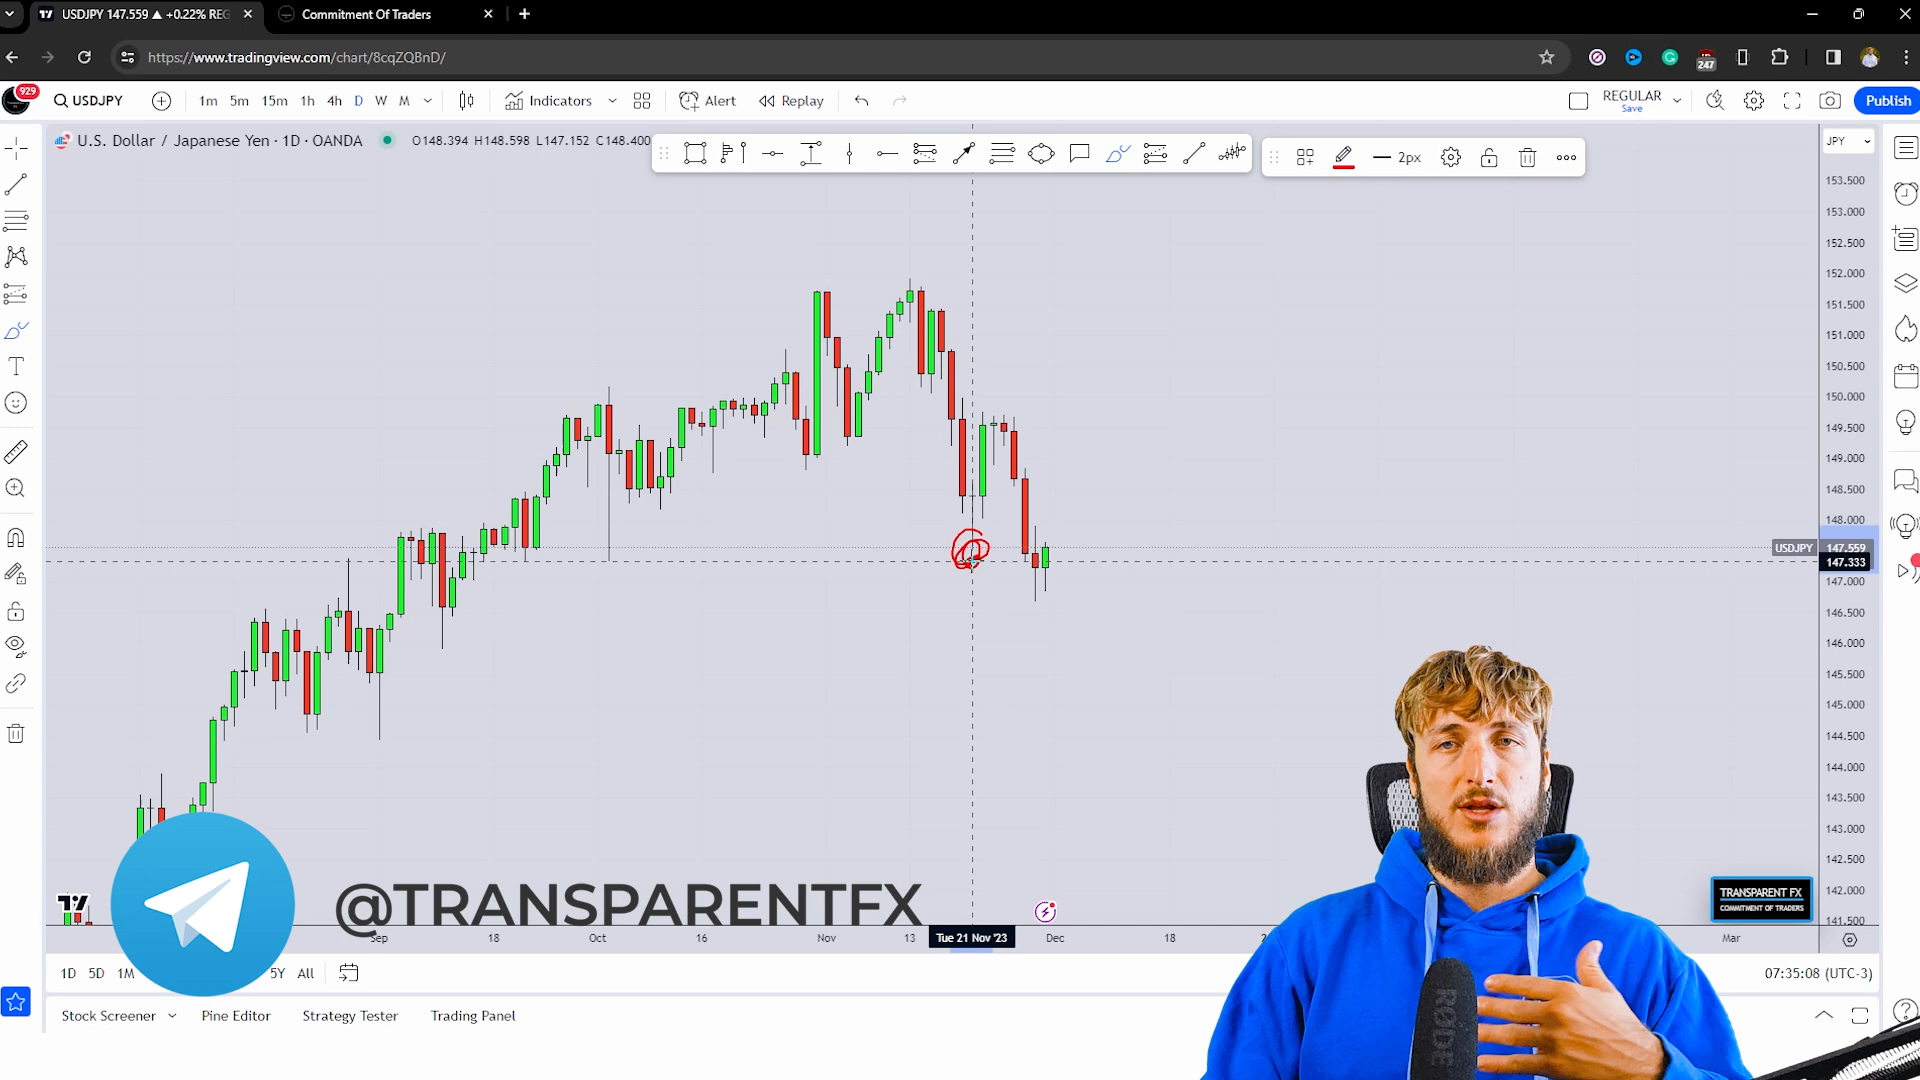 USDJPY 147.559 ▲ +0.22% REG
Commitment Of Traders
https://www.tradingview.com/chart/8cqZQBnD/
247
929
USDJPY
1m 5m 15m 1h 4h D W M
Indicators
Alert
Replay
REGULAR
Save
Publish
U.S. Dollar / Japanese Yen · 1D · OANDA
O148.394 H148.598 L147.152 C148.400
2px
JPY
153.500
153.000
152.500
152.000
151.500
151.000
150.500
150.000
149.500
149.000
148.500
148.000
USDJPY 147.559
147.333
147.000
146.500
146.000
145.500
145.000
144.500
144.000
143.500
143.000
142.500
142.000
141.500
@TRANSPARENTFX
TRANSPARENT FX
COMMITMENT OF TRADERS
RØDE
Sep 18 Oct 16 Nov 13 Tue 21 Nov '23 Dec 18 Mar
1D 5D 1M 5Y All
07:35:08 (UTC-3)
Stock Screener Pine Editor Strategy Tester Trading Panel